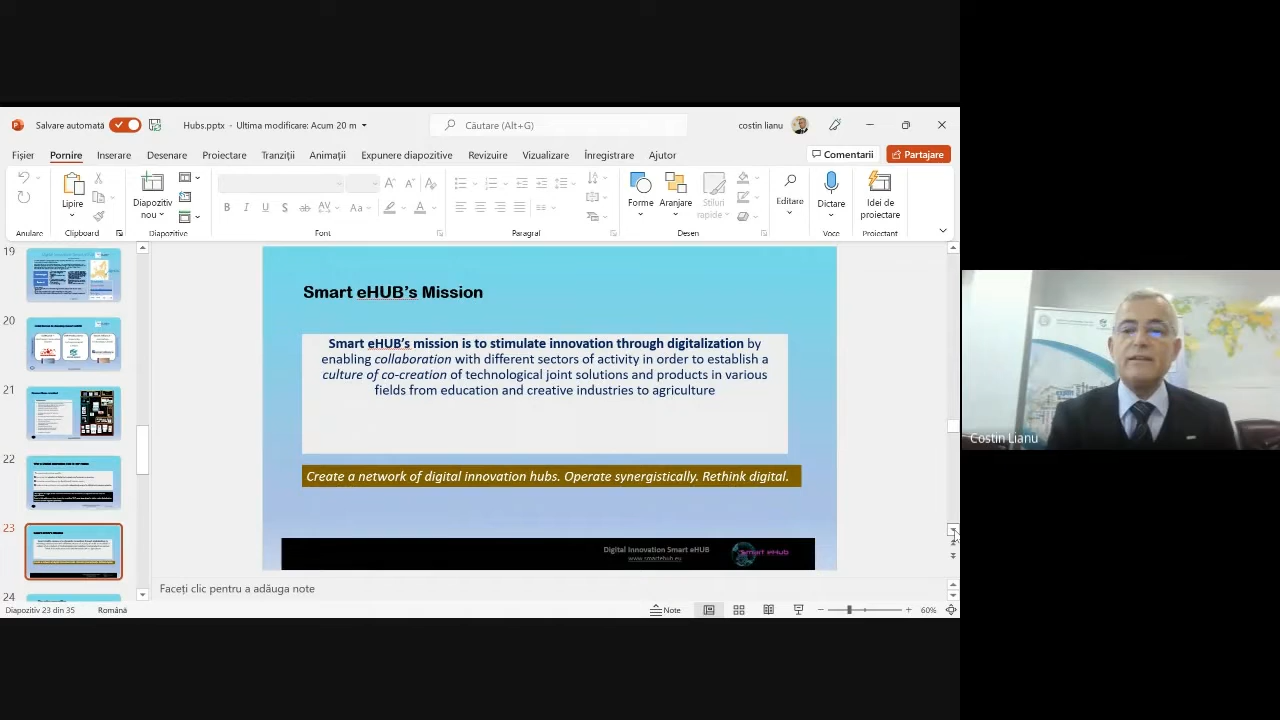 Salvare automată
Hubs.pptx - Ultima modificare: Acum 20 m
Căutare (Alt+G)
costin lianu
Fișier Pornire Inserare Desenare Proiectare Tranziții Animații Expunere diapozitive Revizuire Vizualizare Înregistrare Ajutor
Comentarii
Partajare
Lipire
Diapozitiv
nou
Forme
Aranjare
Stiluri
rapide
Editare
Dictare
Idei de
proiectare
Anulare
Clipboard
Diapozitive
Font
Paragraf
Desen
Voce
Proiectant
19
20
21
22
23
24
Smart eHUB's Mission
Smart eHUB's mission is to stimulate innovation through digitalization by
enabling collaboration with different sectors of activity in order to establish a
culture of co-creation of technological joint solutions and products in various
fields from education and creative industries to agriculture
Create a network of digital innovation hubs. Operate synergistically. Rethink digital.
Digital Innovation Smart eHUB
www.smartehub.eu
Smart eHub
Faceți clic pentru a adăuga note
Diapozitiv 23 din 35
Română
Note
60%
Costin Lianu